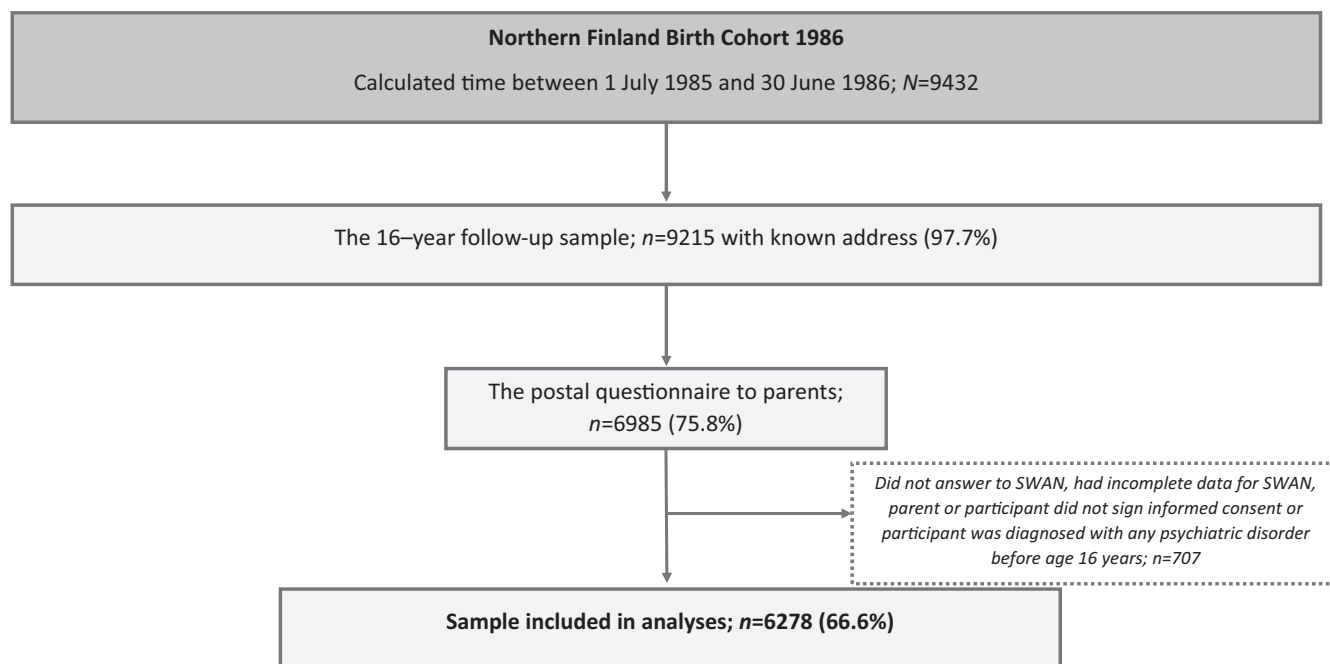 Northern Finland Birth Cohort 1986
Calculated time between 1 July 1985 and 30 June 1986; N=9432
The 16–year follow-up sample; n=9215 with known address (97.7%)
The postal questionnaire to parents;
n=6985 (75.8%)
Did not answer to SWAN, had incomplete data for SWAN,
parent or participant did not sign informed consent or
participant was diagnosed with any psychiatric disorder
before age 16 years; n=707
Sample included in analyses; n=6278 (66.6%)